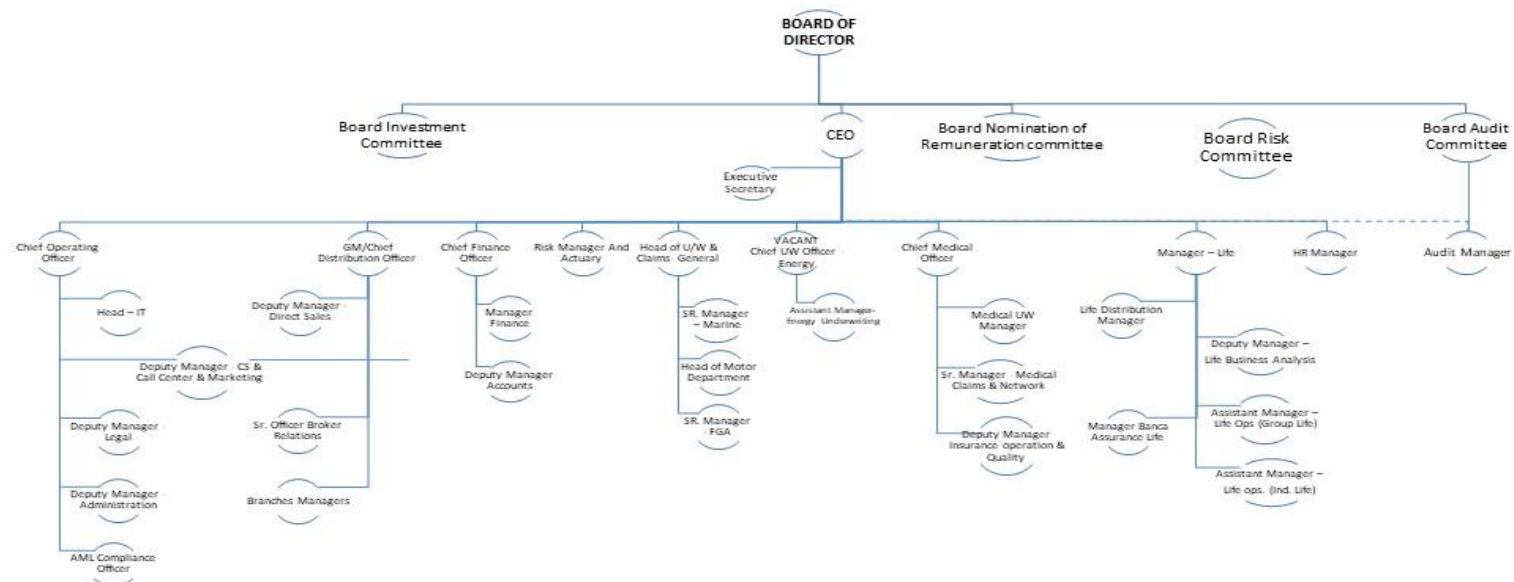 BOARD OF
DIRECTOR
Board Investment
Committee
CEO
Board Nomination of
Remuneration committee
Board Risk
Committee
Board Audit
Committee
Executive
Secretary
Chief Operating
Officer
GM/Chief
Distribution Officer
Chief Finance
Officer
Risk Manager And
Actuary
Head of U/W &
Claims- General
VACANT
Chief UW Officer -
Energy
Chief Medical
Officer
Manager – Life
HR Manager
Audit Manager
Head – IT
Deputy Manager - CS &
Call Center & Marketing
Deputy Manager -
Legal
Deputy Manager -
Administration
AML Compliance
Officer
Deputy Manager -
Direct Sales
Sr. Officer Broker
Relations
Branches Managers
Manager
Finance
Deputy Manager
Accounts
SR. Manager
– Marine
Head of Motor
Department
SR. Manager
- FGA
Assistant Manager-
Energy Underwriting
Medical UW
Manager
Sr. Manager - Medical
Claims & Network
Deputy Manager
Insurance operation &
Quality
Life Distribution
Manager
Manager Banca
Assurance Life
Deputy Manager –
Life Business Analysis
Assistant Manager –
Life Ops (Group Life)
Assistant Manager –
Life ops. (Ind. Life)